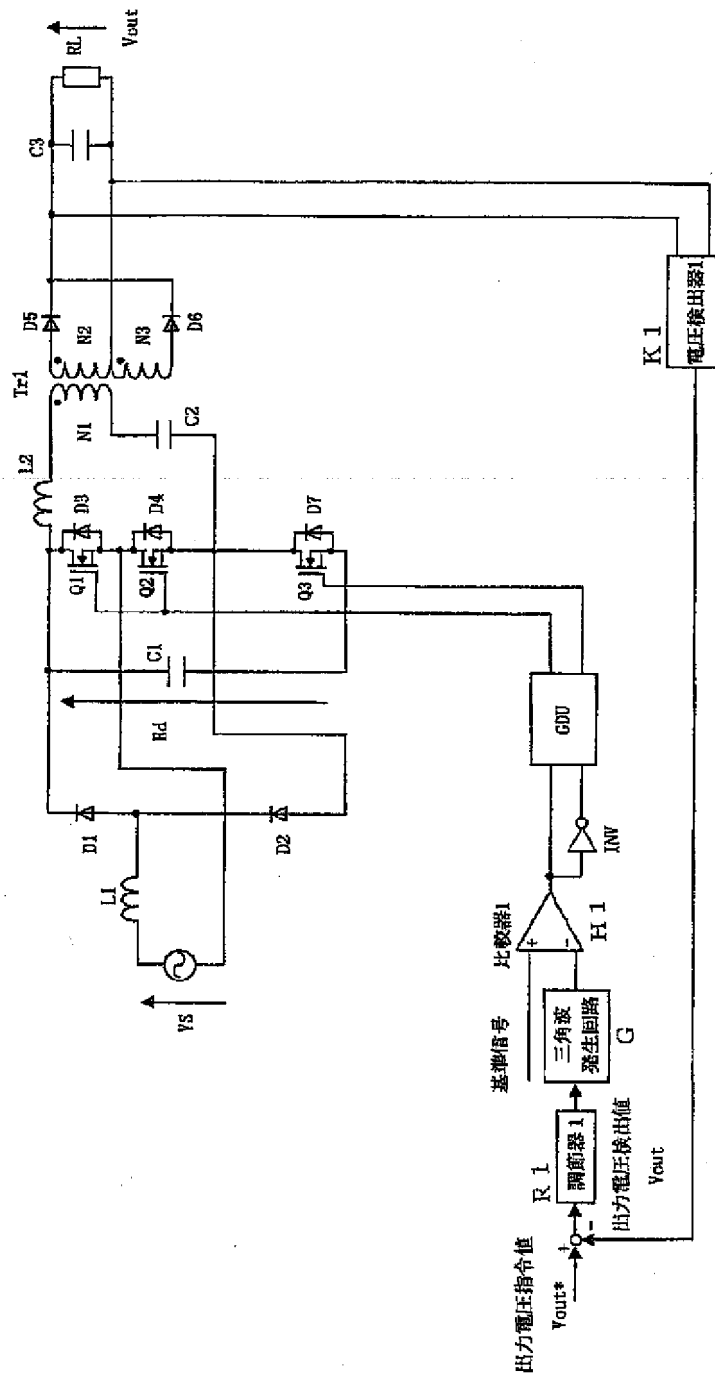 Vout
RL
C3
D5
N2
N3
D6
Tr1
N1
C2
L2
D3
D4
D7
Q1
Q2
Q3
C1
Ed
D1
D2
L1
VS
K1
電圧検出器1
GDU
INV
比較器1
H1
+
-
基準信号
三角波
発生回路
G
R1
調節器1
出力電圧検出値
Vout
出力電圧指令値
Vout*
+
-